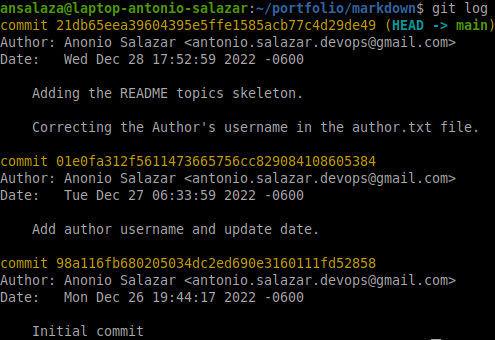 ansalaza@laptop-antonio-salazar:~/portfolio/markdown$ git log
commit 21db65eea39604395e5ffe1585acb77c4d29de49 (HEAD -> main)
Author: Anonio Salazar <antonio.salazar.devops@gmail.com>
Date:   Wed Dec 28 17:52:59 2022 -0600
Adding the README topics skeleton.
Correcting the Author's username in the author.txt file.
commit 01e0fa312f5611473665756cc829084108605384
Author: Anonio Salazar <antonio.salazar.devops@gmail.com>
Date:   Tue Dec 27 06:33:59 2022 -0600
Add author username and update date.
commit 98a116fb680205034dc2ed690e3160111fd52858
Author: Anonio Salazar <antonio.salazar.devops@gmail.com>
Date:   Mon Dec 26 19:44:17 2022 -0600
Initial commit